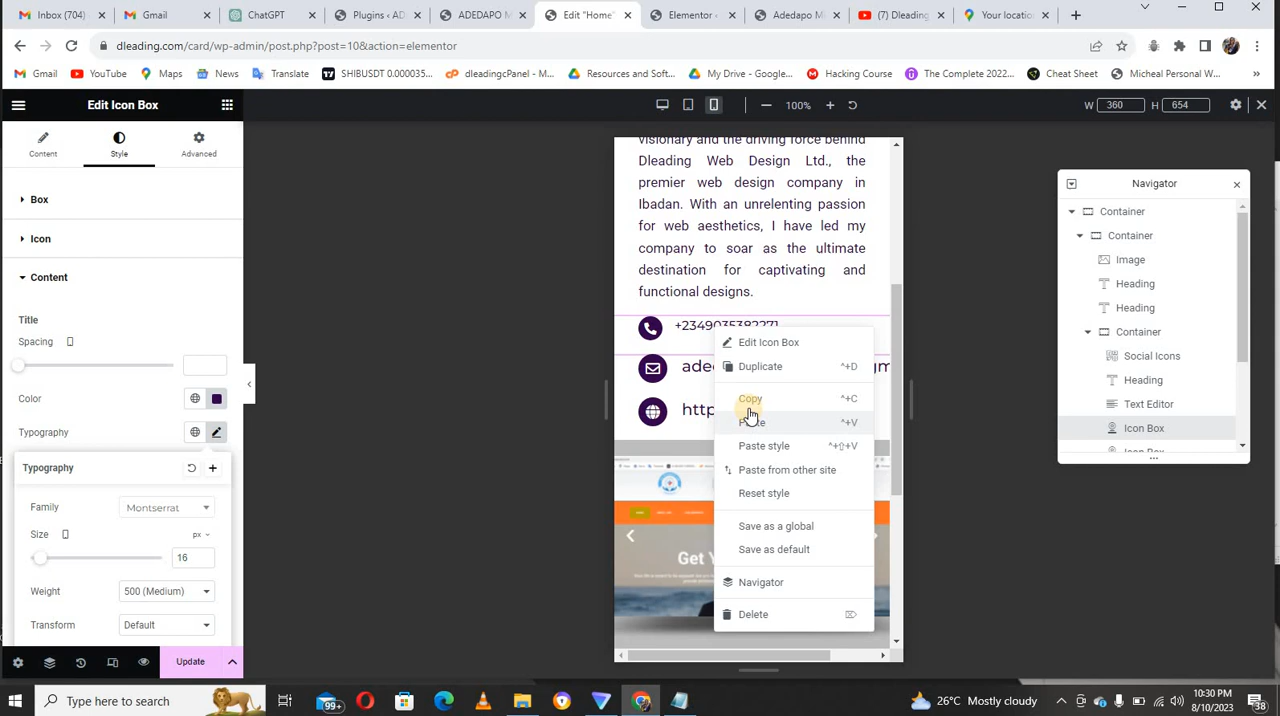 Inbox (704)
Gmail
ChatGPT
Plugins ‹ AD
ADEDAPO M
Edit "Home"
Elementor ‹
Adedapo M
(7) Dleading
Your locatio
dleading.com/card/wp-admin/post.php?post=10&action=elementor
Gmail
YouTube
Maps
News
Translate
SHIBUSDT 0.000035...
dleadingcPanel - M...
Resources and Soft...
My Drive - Google...
Hacking Course
The Complete 2022...
Cheat Sheet
Micheal Personal W...
Edit Icon Box
100%
W 360 H 654
Content
Style
Advanced
Box
Icon
Content
Title
Spacing
Color
Typography
Typography
Family Montserrat
Size px
16
Weight 500 (Medium)
Transform Default
Update
visionary and the driving force behind
Dleading Web Design Ltd., the
premier web design company in
Ibadan. With an unrelenting passion
for web aesthetics, I have led my
company to soar as the ultimate
destination for captivating and
functional designs.
+2349035382271
Get Y
Edit Icon Box
Duplicate ^+D
Copy ^+C
Paste ^+V
Paste style ^+⇧+V
Paste from other site
Reset style
Save as a global
Save as default
Navigator
Delete
Navigator
Container
Container
Image
Heading
Heading
Container
Social Icons
Heading
Text Editor
Icon Box
Icon Box
Type here to search
99+
26°C Mostly cloudy
10:30 PM
8/10/2023
38